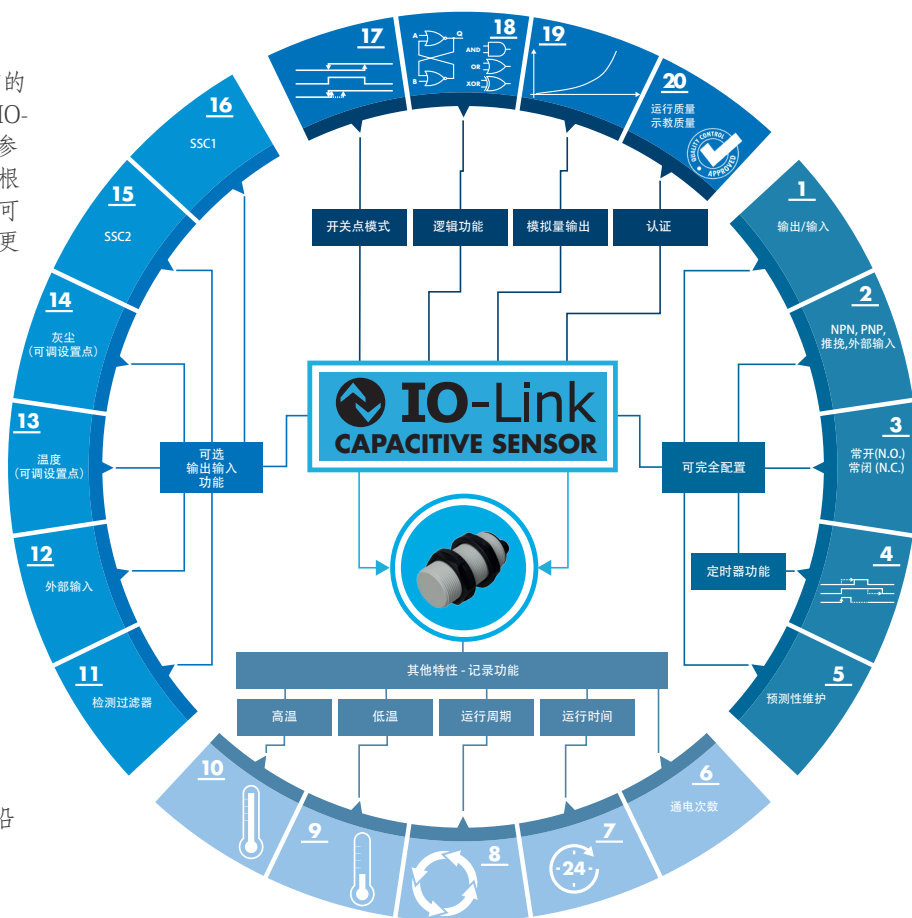 的
IO-
参
根
可
更
沿
17
18
A
Q
B
AND
OR
XOR
19
20
运行质量
示教质量
QUALITY CONTROL
APPROVED
16
SSC1
15
SSC2
14
灰尘
(可调设置点)
13
温度
(可调设置点)
12
外部输入
11
检测过滤器
1
输出/输入
2
NPN, PNP,
推挽,外部输入
3
常开(N.O.)
常闭 (N.C.)
4
5
预测性维护
开关点模式
逻辑功能
模拟量输出
认证
IO-Link
CAPACITIVE SENSOR
可选
输出输入
功能
可完全配置
定时器功能
其他特性 - 记录功能
高温
低温
运行周期
运行时间
10
9
8
7
24
6
通电次数